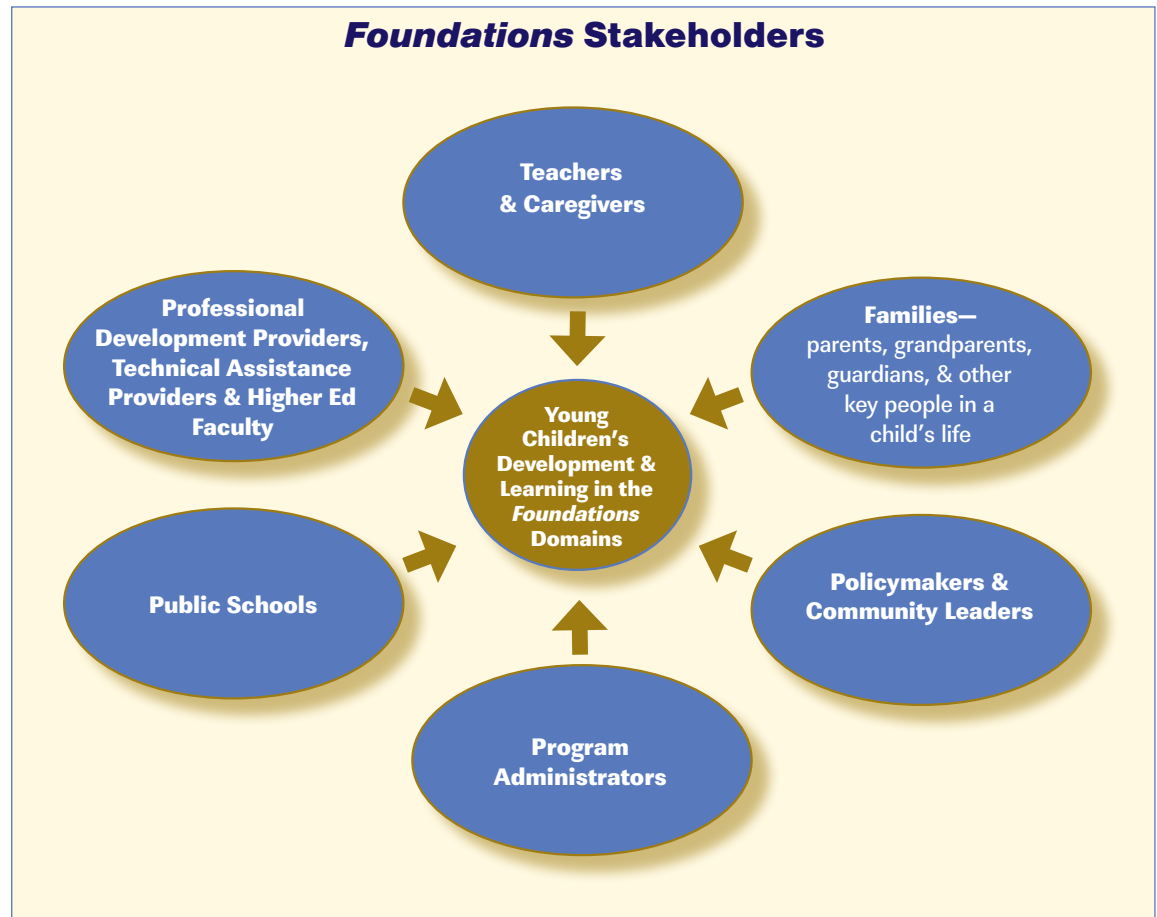 Foundations Stakeholders
Teachers
& Caregivers
Professional
Development Providers,
Technical Assistance
Providers & Higher Ed
Faculty
Families—
parents, grandparents,
guardians, & other
key people in a
child’s life
Young
Children’s
Development &
Learning in the
Foundations
Domains
Public Schools
Policymakers &
Community Leaders
Program
Administrators